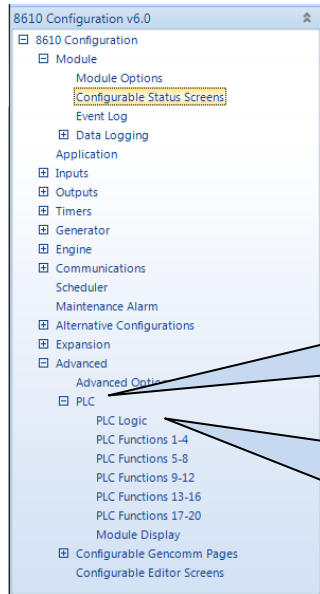 8610 Configuration v6.0
8610 Configuration
Module
Module Options
Configurable Status Screens
Event Log
Data Logging
Application
Inputs
Outputs
Timers
Generator
Engine
Communications
Scheduler
Maintenance Alarm
Alternative Configurations
Expansion
Advanced
Advanced
PLC
PLC Logic
PLC Functions 1-4
PLC Functions 5-8
PLC Functions 9-12
PLC Functions 13-16
PLC Functions 17-20
Module Display
Configurable Gencomm Pages
Configurable Editor Screens